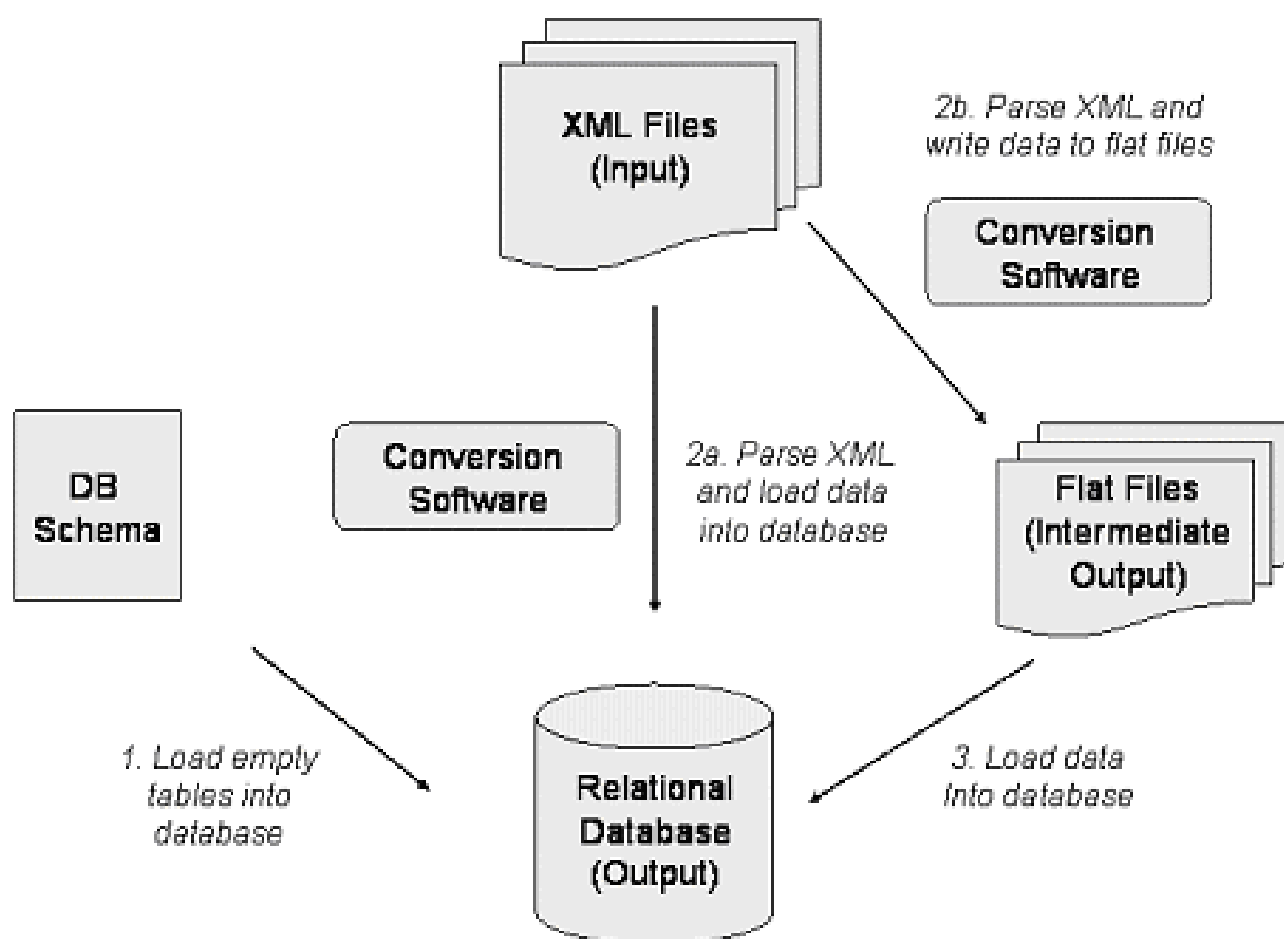 XML Files
(Input)
2b. Parse XML and
write data to flat files
Conversion
Software
DB
Schema
Conversion
Software
2a. Parse XML
and load data
into database
Flat Files
(Intermediate
Output)
1. Load empty
tables into
database
Relational
Database
(Output)
3. Load data
Into database